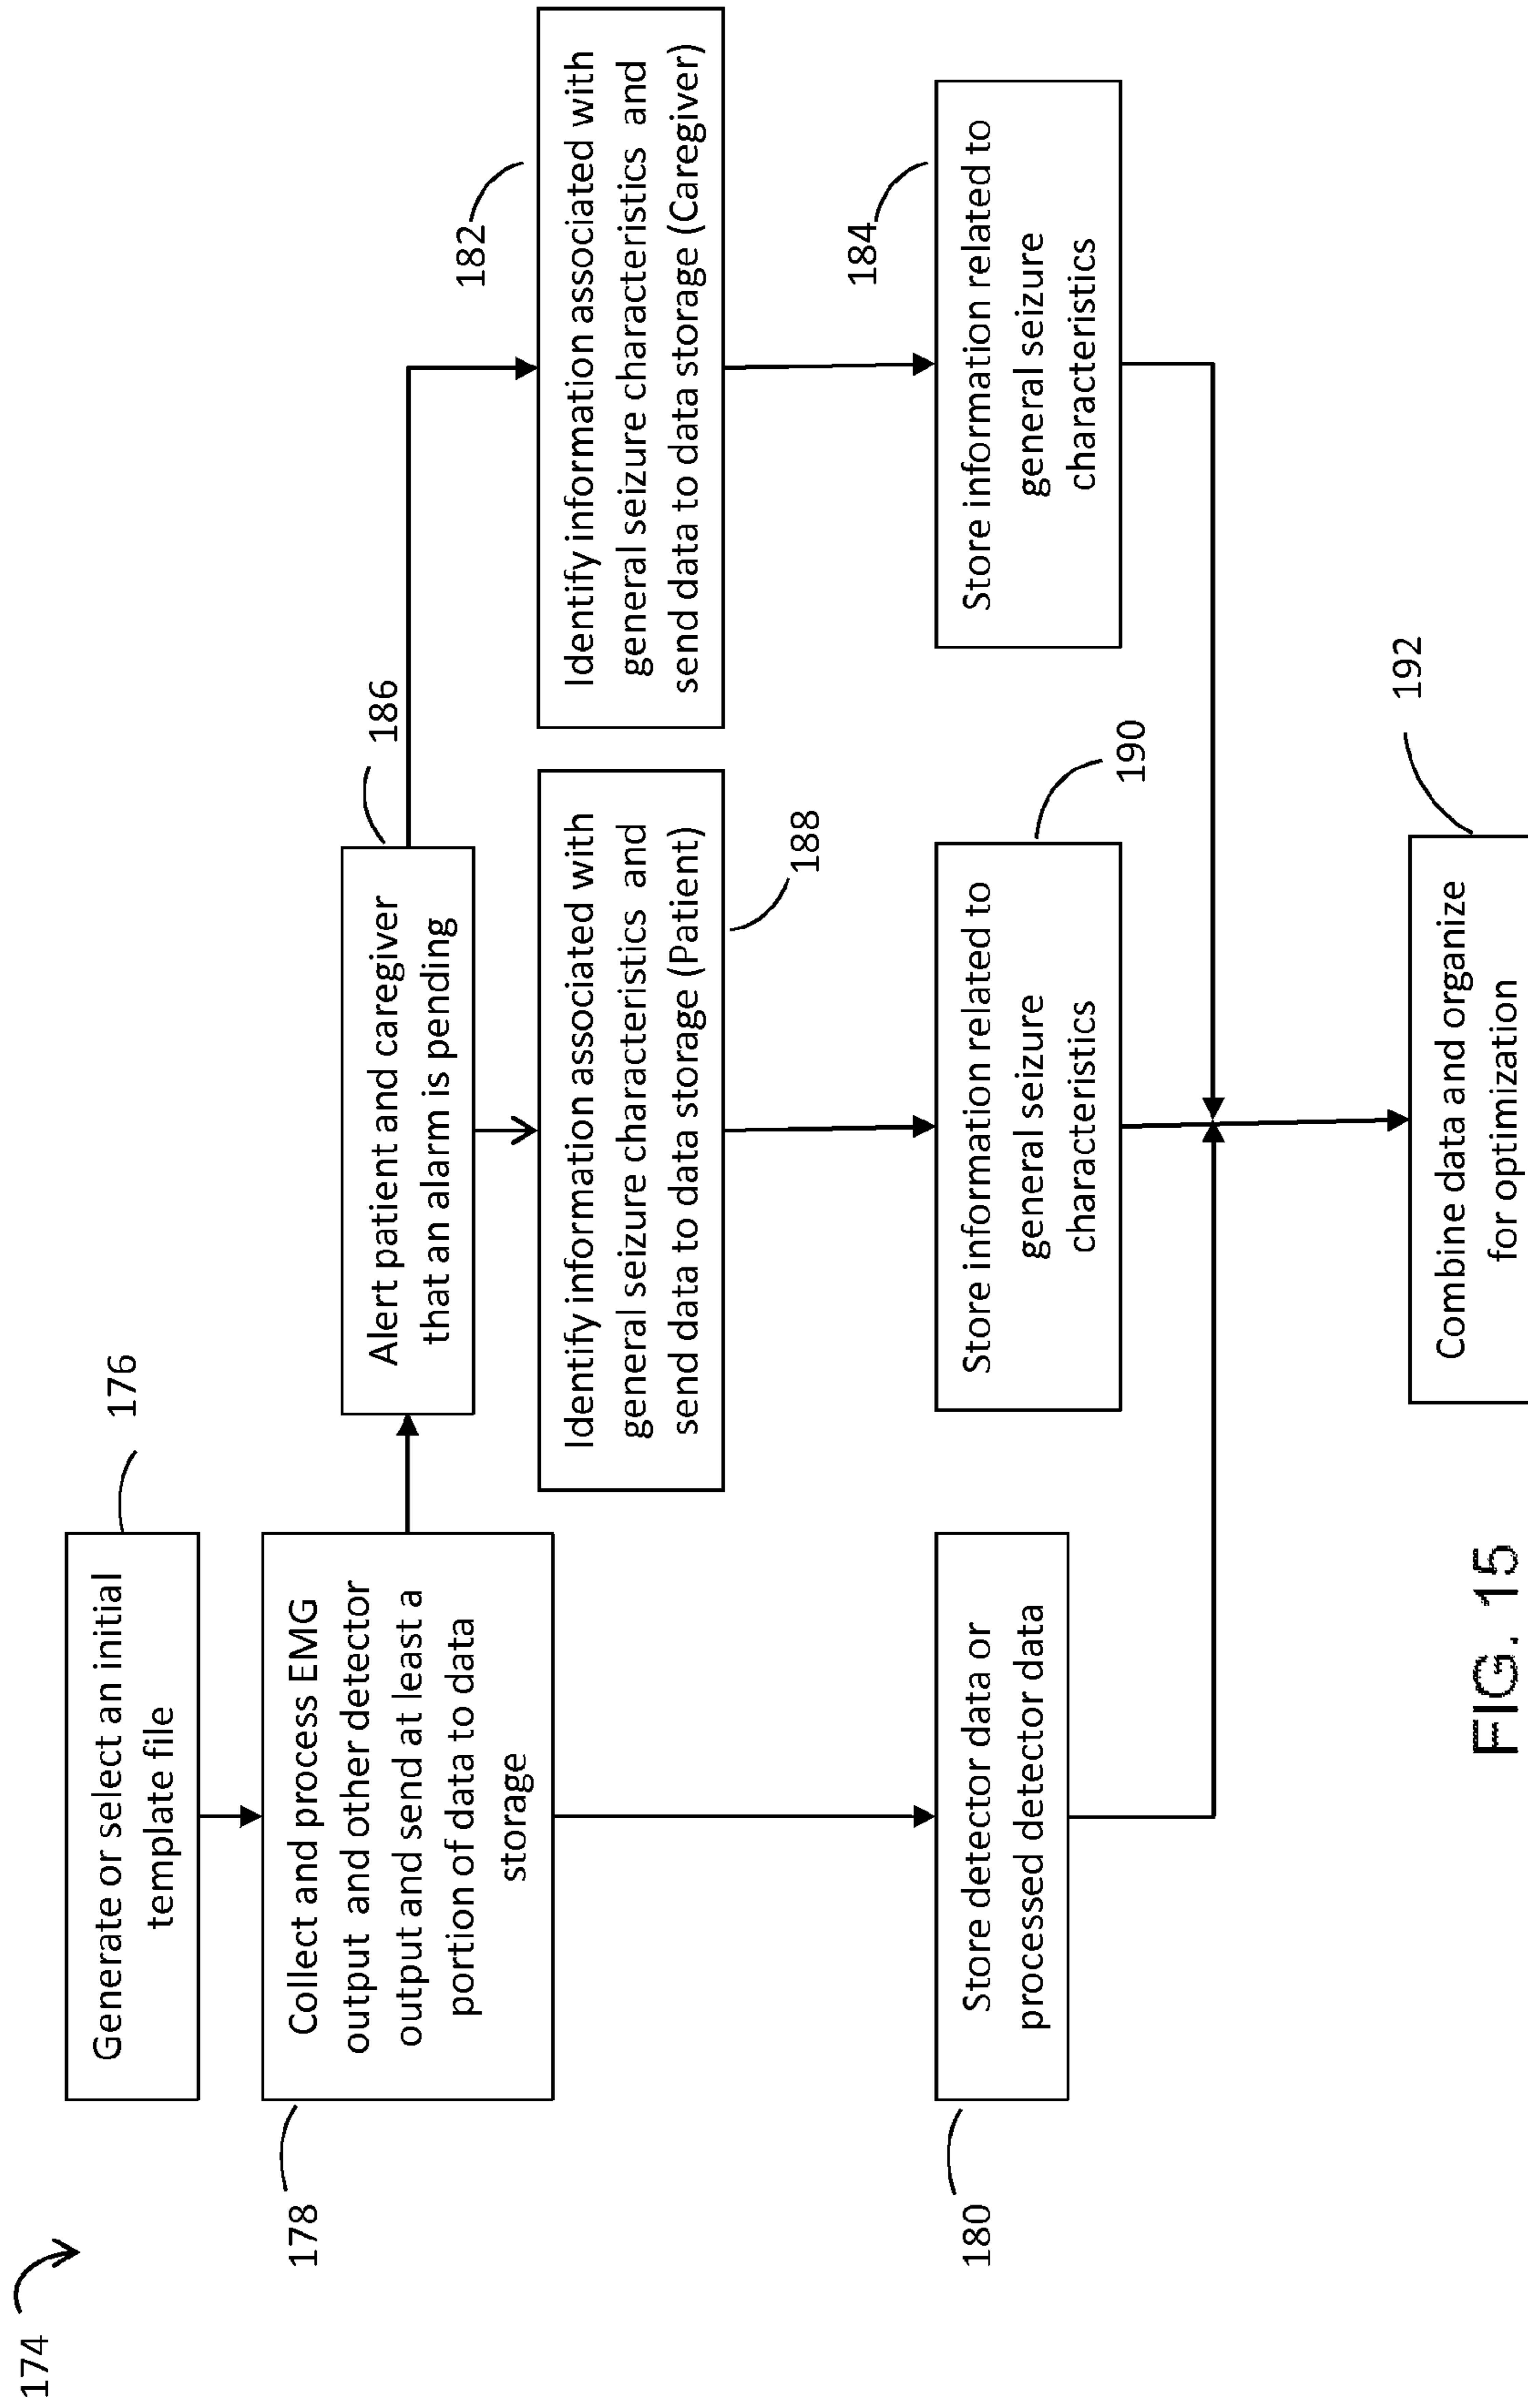 174
176
Generate or select an initial
template file
178
Collect and process EMG
output and other detector
output and send at least a
portion of data to data
storage
186
Alert patient and caregiver
that an alarm is pending
182
Identify information associated with
general seizure characteristics and
send data to data storage (Caregiver)
Identify information associated with
general seizure characteristics and
send data to data storage (Patient)
188
180
Store detector data or
processed detector data
Store information related to
general seizure
characteristics
190
184
Store information related to
general seizure
characteristics
192
Combine data and organize
for optimization
FIG. 15